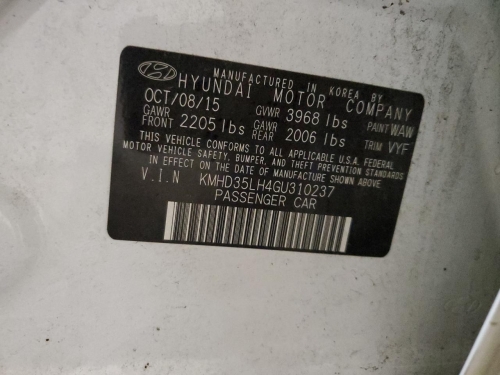 MANUFACTURED IN KOREA BY
HYUNDAI MOTOR COMPANY
OCT/08/15 GVWR 3968 lbs PAINT WAW
GAWR FRONT 2205 lbs GAWR REAR 2006 lbs TRIM VYF
THIS VEHICLE CONFORMS TO ALL APPLICABLE U.S.A. FEDERAL
MOTOR VEHICLE SAFETY, BUMPER, AND THEFT PREVENTION STANDARDS
IN EFFECT ON THE DATE OF MANUFACTURE SHOWN ABOVE.
V.I.N KMHD35LH4GU310237
PASSENGER CAR